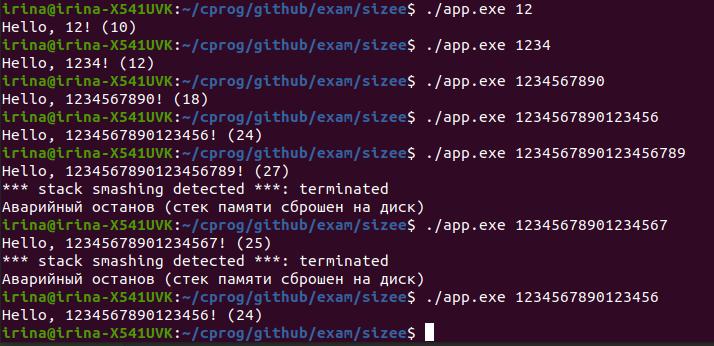 irina@irina-X541UVK:~/cprog/github/exam/sizee$ ./app.exe 12
Hello, 12! (10)
irina@irina-X541UVK:~/cprog/github/exam/sizee$ ./app.exe 1234
Hello, 1234! (12)
irina@irina-X541UVK:~/cprog/github/exam/sizee$ ./app.exe 1234567890
Hello, 1234567890! (18)
irina@irina-X541UVK:~/cprog/github/exam/sizee$ ./app.exe 1234567890123456
Hello, 1234567890123456! (24)
irina@irina-X541UVK:~/cprog/github/exam/sizee$ ./app.exe 1234567890123456789
Hello, 1234567890123456789! (27)
*** stack smashing detected ***: terminated
Аварийный останов (стек памяти сброшен на диск)
irina@irina-X541UVK:~/cprog/github/exam/sizee$ ./app.exe 12345678901234567
Hello, 12345678901234567! (25)
*** stack smashing detected ***: terminated
Аварийный останов (стек памяти сброшен на диск)
irina@irina-X541UVK:~/cprog/github/exam/sizee$ ./app.exe 1234567890123456
Hello, 1234567890123456! (24)
irina@irina-X541UVK:~/cprog/github/exam/sizee$